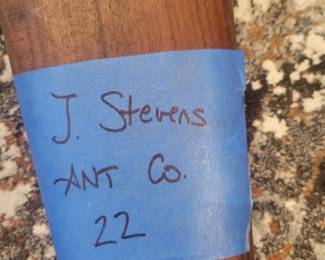 J. Stevens
ANT Co.
22